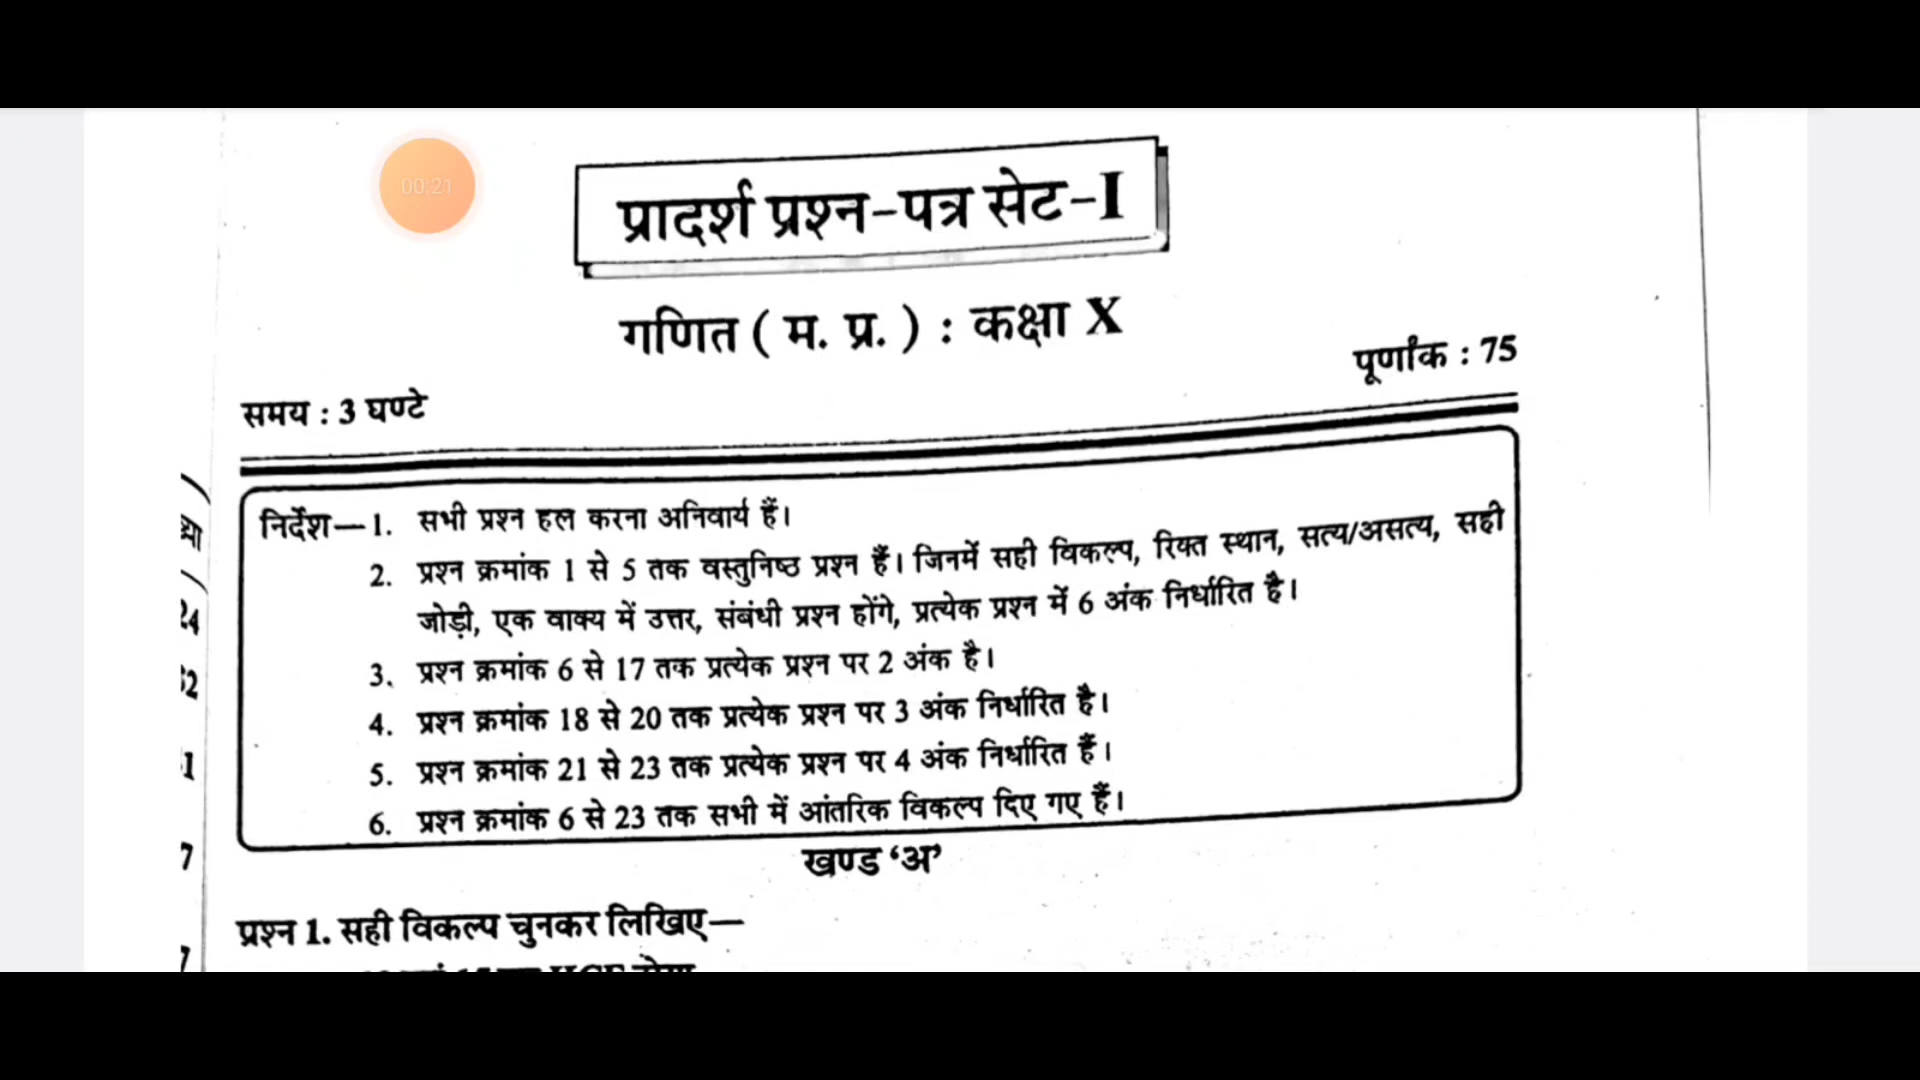 00:21
प्रादर्श प्रश्न-पत्र सेट-I
गणित ( म. प्र. ) : कक्षा X
पूर्णांक : 75
समय : 3 घण्टे
निर्देश—1. सभी प्रश्न हल करना अनिवार्य हैं।
2. प्रश्न क्रमांक 1 से 5 तक वस्तुनिष्ठ प्रश्न हैं। जिनमें सही विकल्प, रिक्त स्थान, सत्य/असत्य, सही
जोड़ी, एक वाक्य में उत्तर, संबंधी प्रश्न होंगे, प्रत्येक प्रश्न में 6 अंक निर्धारित है।
3. प्रश्न क्रमांक 6 से 17 तक प्रत्येक प्रश्न पर 2 अंक है।
4. प्रश्न क्रमांक 18 से 20 तक प्रत्येक प्रश्न पर 3 अंक निर्धारित है।
5. प्रश्न क्रमांक 21 से 23 तक प्रत्येक प्रश्न पर 4 अंक निर्धारित हैं।
6. प्रश्न क्रमांक 6 से 23 तक सभी में आंतरिक विकल्प दिए गए हैं।
खण्ड ‘अ’
प्रश्न 1. सही विकल्प चुनकर लिखिए—